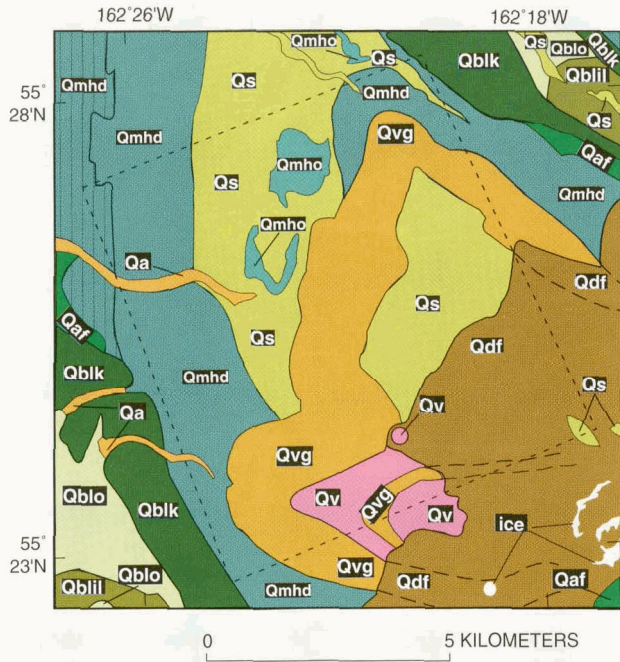 162°26'W 162°18'W
55°
28'N
Qmho Qs Qblo Qblk
Qs Qs Qblk Qblil
Qmhd Qmhd Qs
Qmhd Qvg Qaf
Qmho Qmhd
Qs
Qmho
Qa Qdf
Qs
Qaf Qs Qdf
Qblk Qmhd Qs
Qa Qv
Qvg
Qv Qvg Qv ice
Qblk
Qblo
55°
23'N
Qblil Qblo Qvg Qdf Qaf
Qmhd
0 5 KILOMETERS